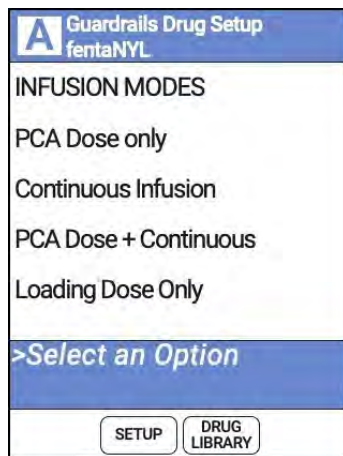 A Guardrails Drug Setup
fentaNYL
INFUSION MODES
PCA Dose only
Continuous Infusion
PCA Dose + Continuous
Loading Dose Only
>Select an Option
SETUP DRUG
LIBRARY